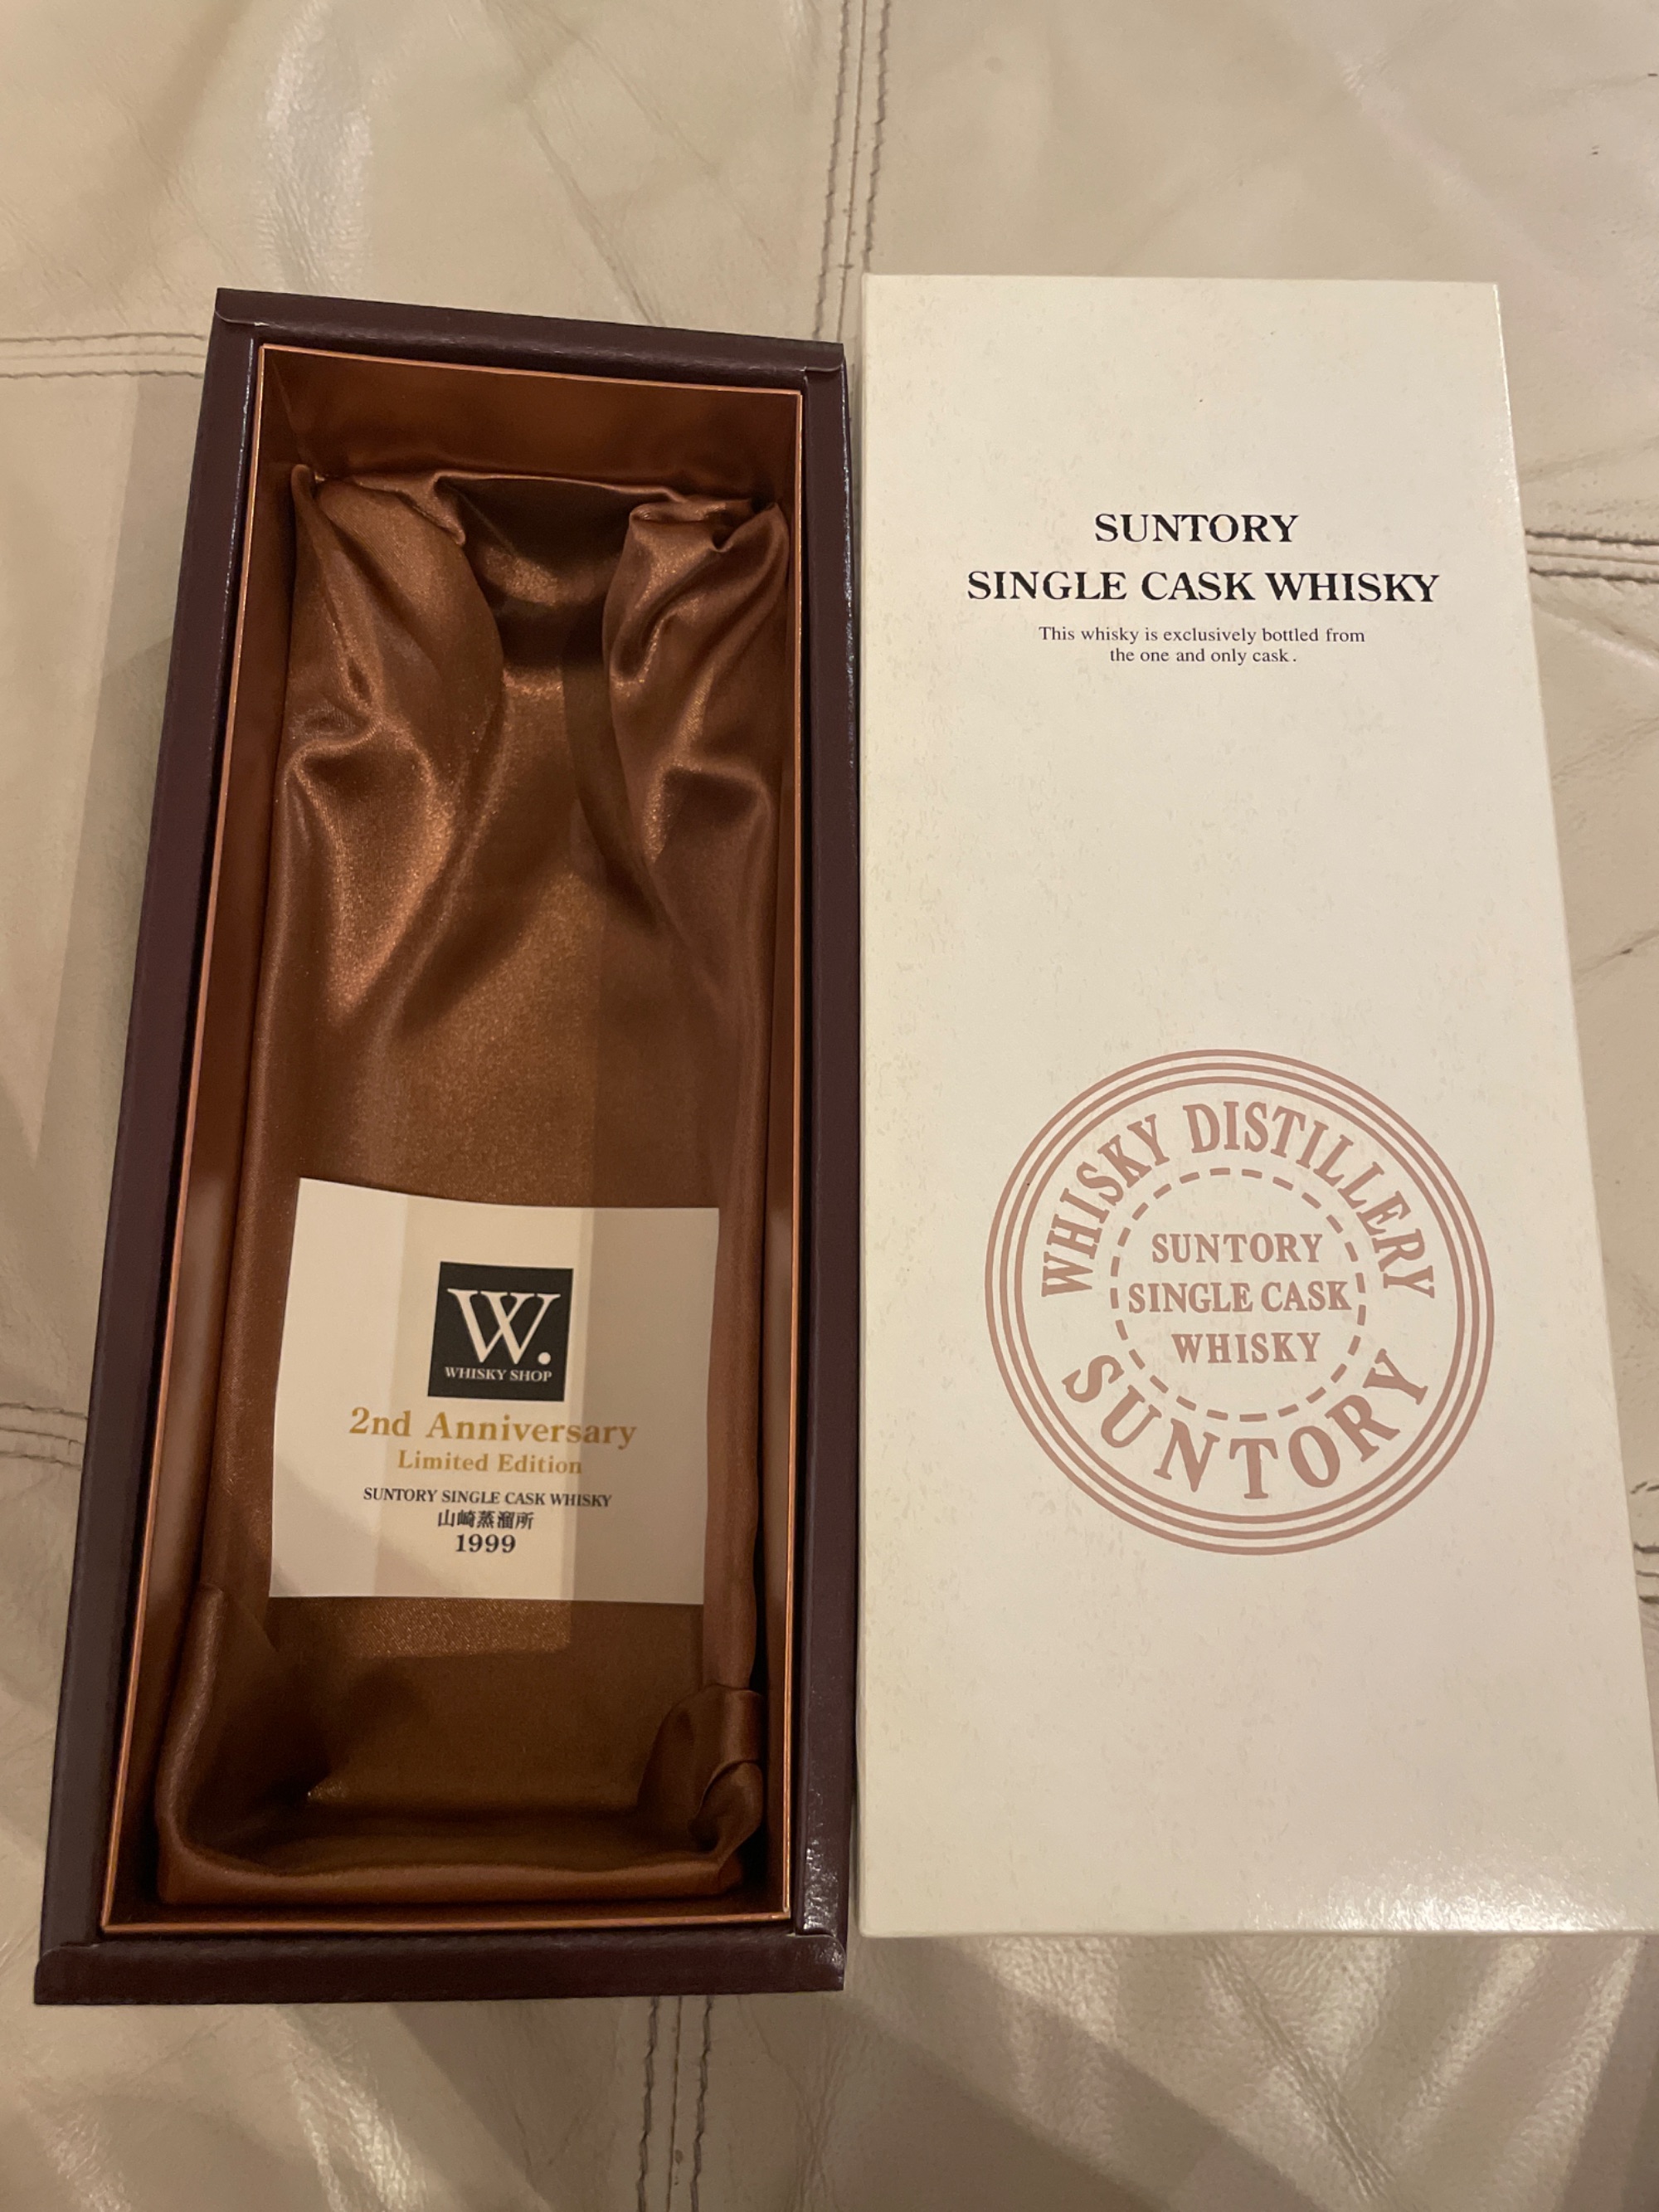 W.
WHISKY SHOP
2nd Anniversary
Limited Edition
SUNTORY SINGLE CASK WHISKY
山崎蒸溜所
1999
SUNTORY
SINGLE CASK WHISKY
This whisky is exclusively bottled from
the one and only cask.
WHISKY DISTILLERY
SUNTORY
SINGLE CASK
WHISKY
SUNTORY